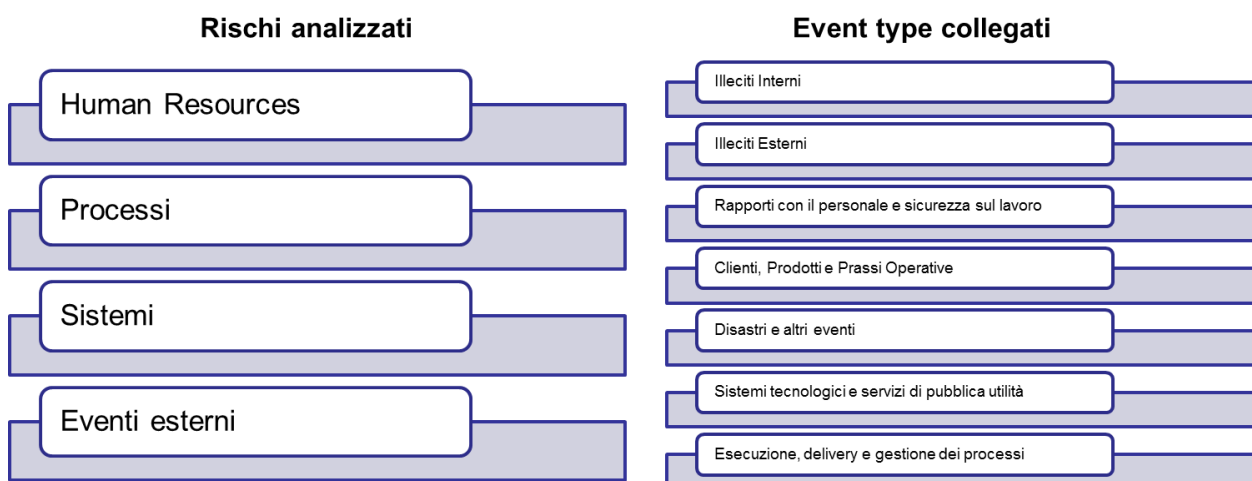 Rischi analizzati
Human Resources
Processi
Sistemi
Eventi esterni
Event type collegati
Illeciti Interni
Illeciti Esterni
Rapporti con il personale e sicurezza sul lavoro
Clienti, Prodotti e Prassi Operative
Disastri e altri eventi
Sistemi tecnologici e servizi di pubblica utilità
Esecuzione, delivery e gestione dei processi